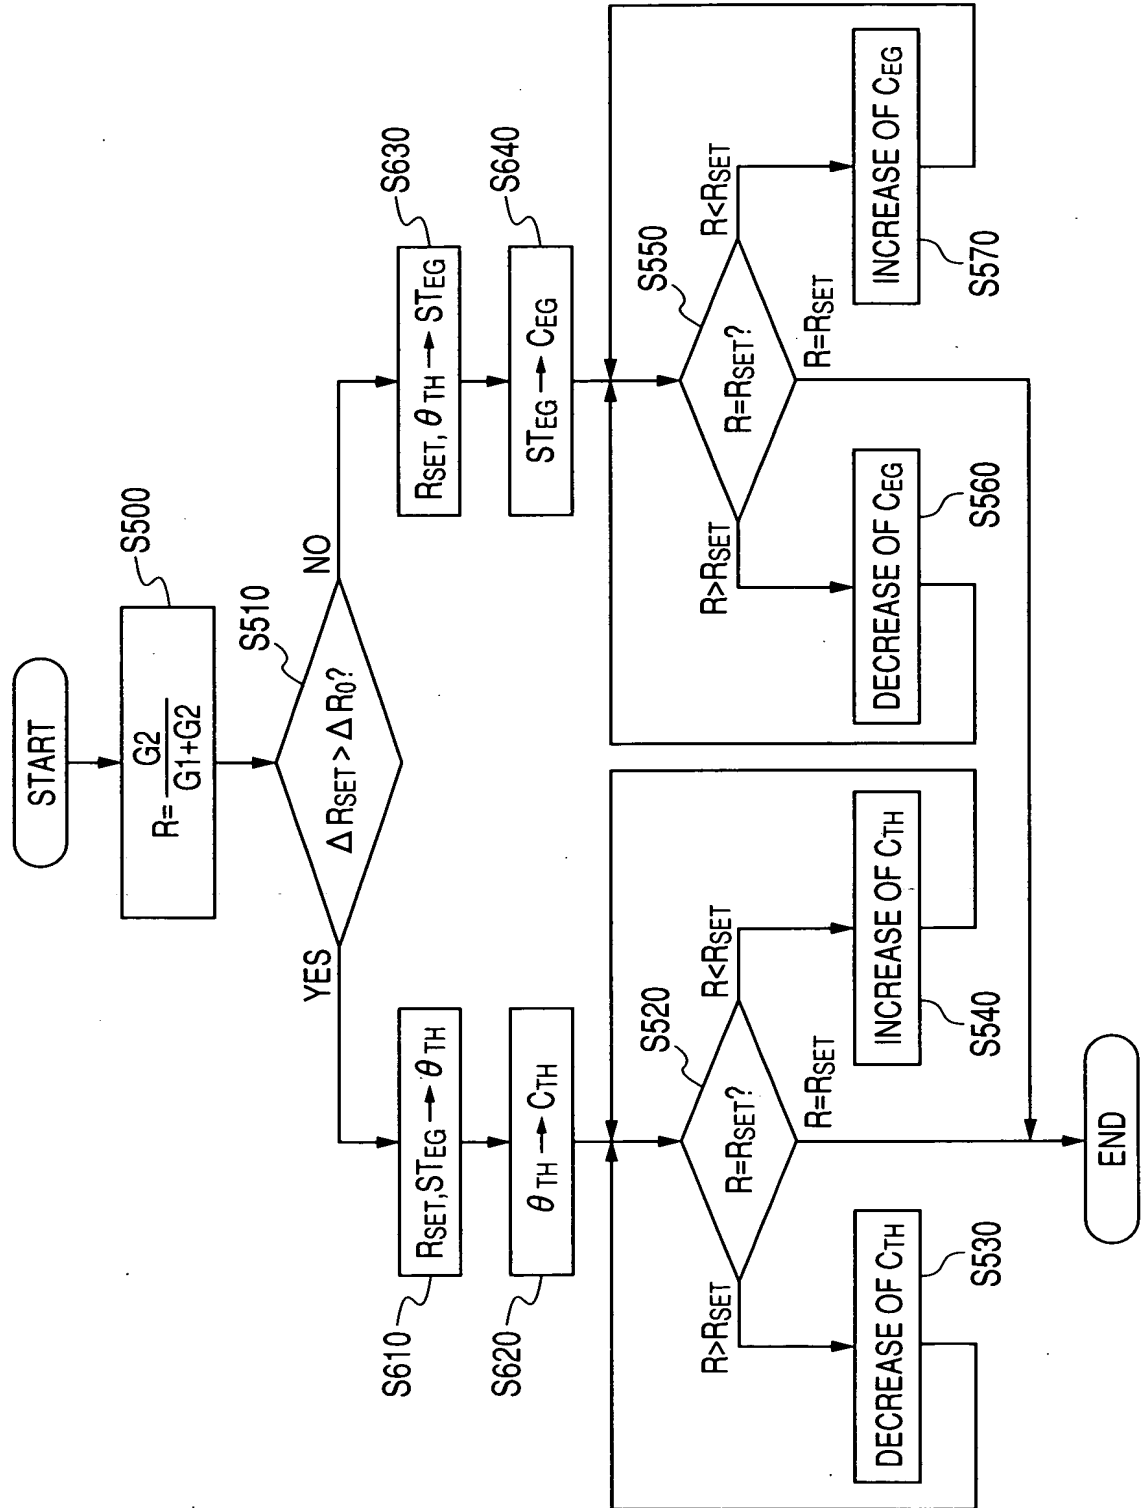 START
R= G2 / G1+G2
S500
ΔRSET > ΔR0?
S510
YES
NO
RSET, STEG → θTH
S610
θTH → CTH
S620
RSET, θTH → STEG
S630
STEG → CEG
S640
R=RSET?
S520
R>RSET
R<RSET
R=RSET
DECREASE OF CTH
S530
INCREASE OF CTH
S540
R=RSET?
S550
R>RSET
R<RSET
R=RSET
DECREASE OF CEG
S560
INCREASE OF CEG
S570
END